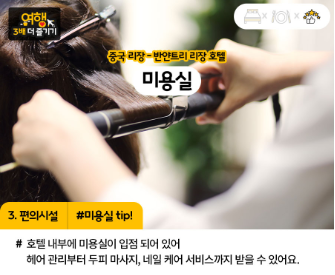 여행
3배 더 즐기기
중국 리장 - 반얀트리 리장 호텔
미용실
3. 편의시설
#미용실 tip!
# 호텔 내부에 미용실이 입점 되어 있어
헤어 관리부터 두피 마사지, 네일 케어 서비스까지 받을 수 있어요.